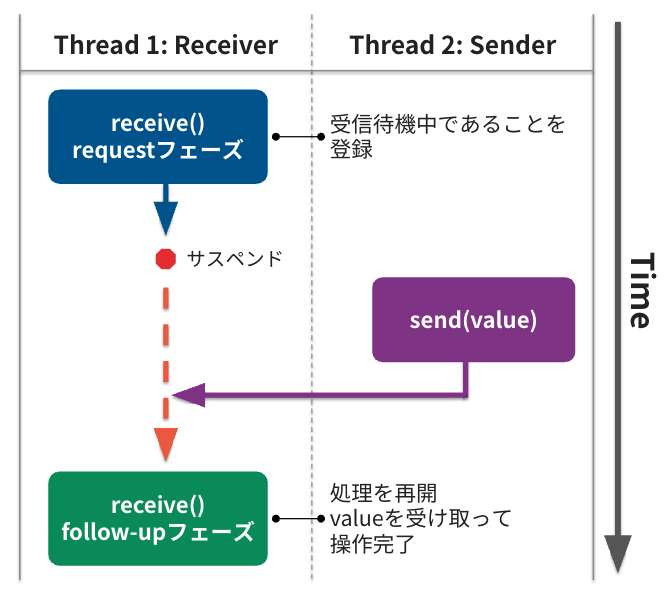 Thread 1: Receiver
Thread 2: Sender
receive()
requestフェーズ
受信待機中であることを
登録
サスペンド
send(value)
Time
receive()
follow-upフェーズ
処理を再開
valueを受け取って
操作完了